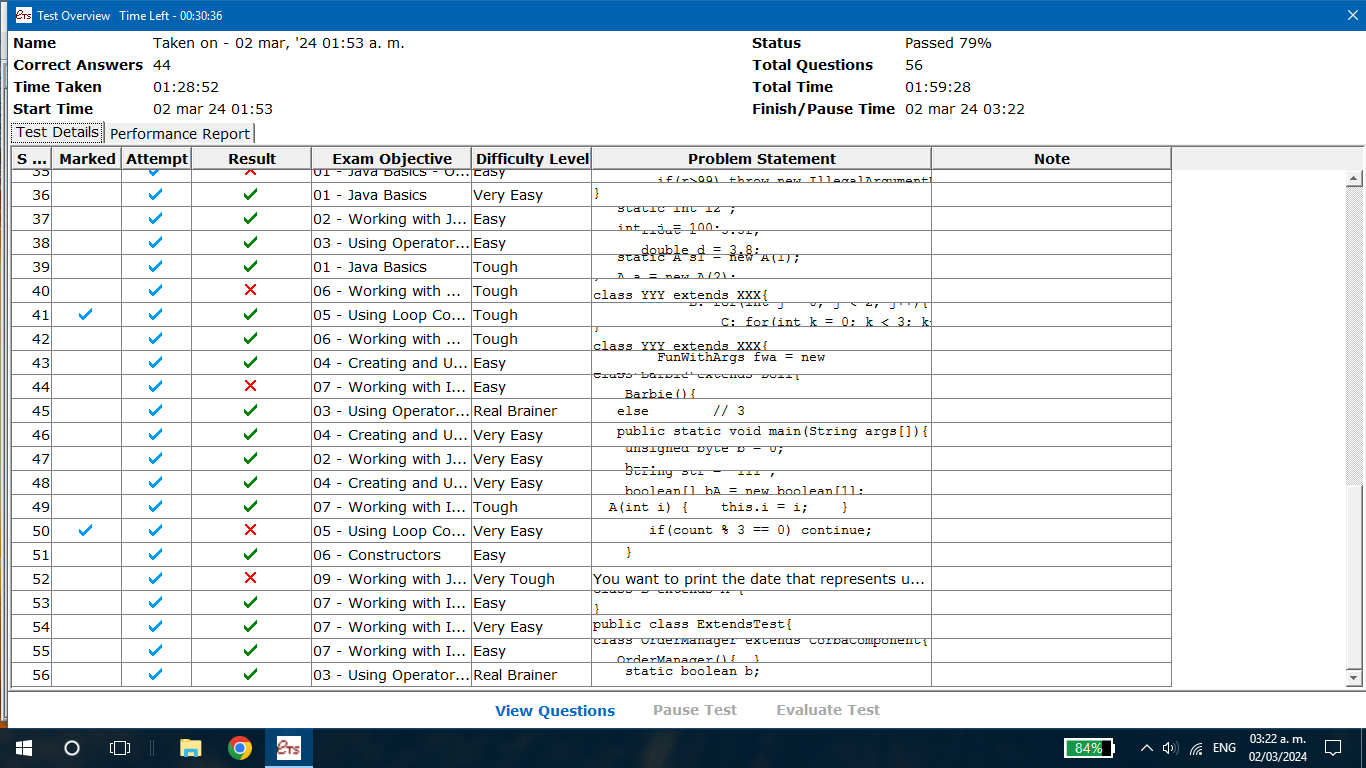 ETS Test Overview Time Left - 00:30:36
Name Taken on - 02 mar, '24 01:53 a. m. Status Passed 79%
Correct Answers 44 Total Questions 56
Time Taken 01:28:52 Total Time 01:59:28
Start Time 02 mar 24 01:53 Finish/Pause Time 02 mar 24 03:22
Test Details Performance Report
S ... Marked Attempt Result Exam Objective Difficulty Level Problem Statement Note
35 01 - Java Basics - O... Easy if(r>99) throw new
36 01 - Java Basics Very Easy }
37 02 - Working with J... Easy static int i2 ;
int j = 100;
38 03 - Using Operator... Easy double d = 3.8;
39 01 - Java Basics Tough static A s1 = new A(1);
A a = new A(2);
40 06 - Working with ... Tough class YYY extends XXX{
41 05 - Using Loop Co... Tough B: for(int j = 0; j < 2; j++){
C: for(int k = 0; k < 3; k
42 06 - Working with ... Tough }
class YYY extends XXX{
43 04 - Creating and U... Easy FunWithArgs fwa = new
44 07 - Working with I... Easy class Barbie extends Doll{
Barbie(){
45 03 - Using Operator... Real Brainer else // 3
46 04 - Creating and U... Very Easy public static void main(String args[]){
47 02 - Working with J... Very Easy unsigned byte b = 0;
b--;
48 04 - Creating and U... Very Easy String str = "111";
boolean[] bA = new boolean[1];
49 07 - Working with I... Tough A(int i) { this.i = i; }
50 05 - Using Loop Co... Very Easy if(count % 3 == 0) continue;
51 06 - Constructors Easy }
52 09 - Working with J... Very Tough You want to print the date that represents u...
53 07 - Working with I... Easy class B extends A {
}
54 07 - Working with I... Very Easy public class ExtendsTest{
55 07 - Working with I... Easy class OrderManager extends CorbaComponent{
OrderManager(){ }
56 03 - Using Operator... Real Brainer static boolean b;
View Questions Pause Test Evaluate Test
ETS 84% ENG 03:22 a. m.
02/03/2024